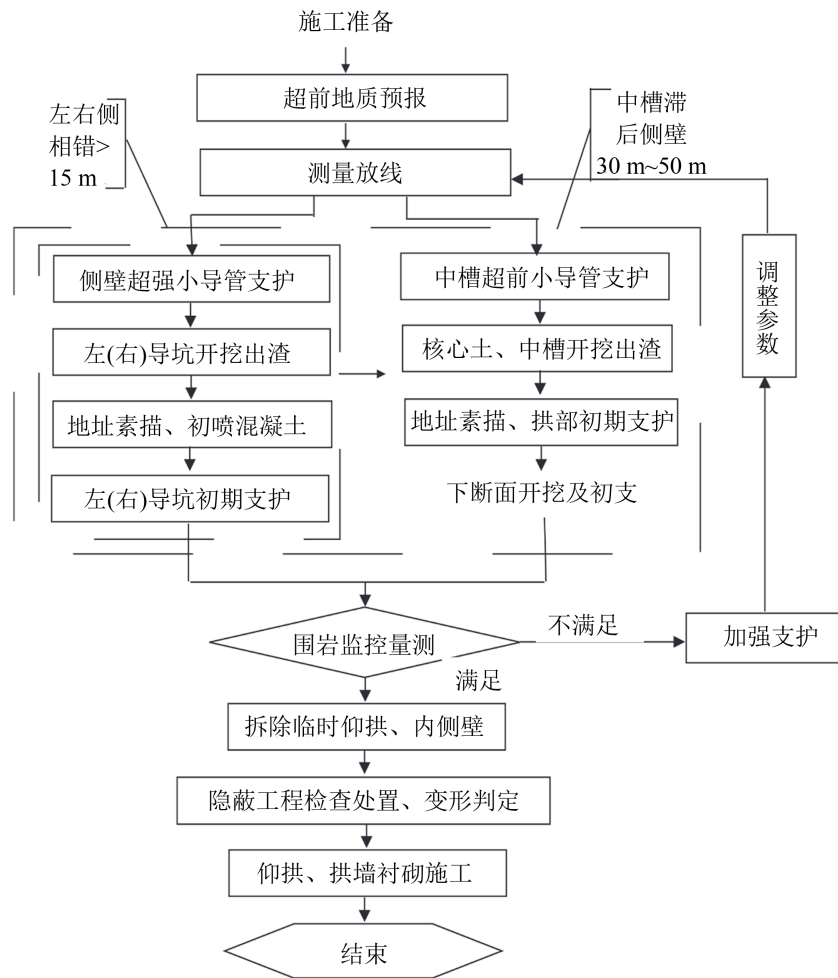 施工准备
超前地质预报
左右侧
相错>
15 m
中槽滞
后侧壁
30 m~50 m
测量放线
侧壁超强小导管支护
中槽超前小导管支护
调整参数
左(右)导坑开挖出渣
核心土、中槽开挖出渣
地址素描、初喷混凝土
地址素描、拱部初期支护
左(右)导坑初期支护
下断面开挖及初支
围岩监控量测
不满足
加强支护
满足
拆除临时仰拱、内侧壁
隐蔽工程检查处置、变形判定
仰拱、拱墙衬砌施工
结束